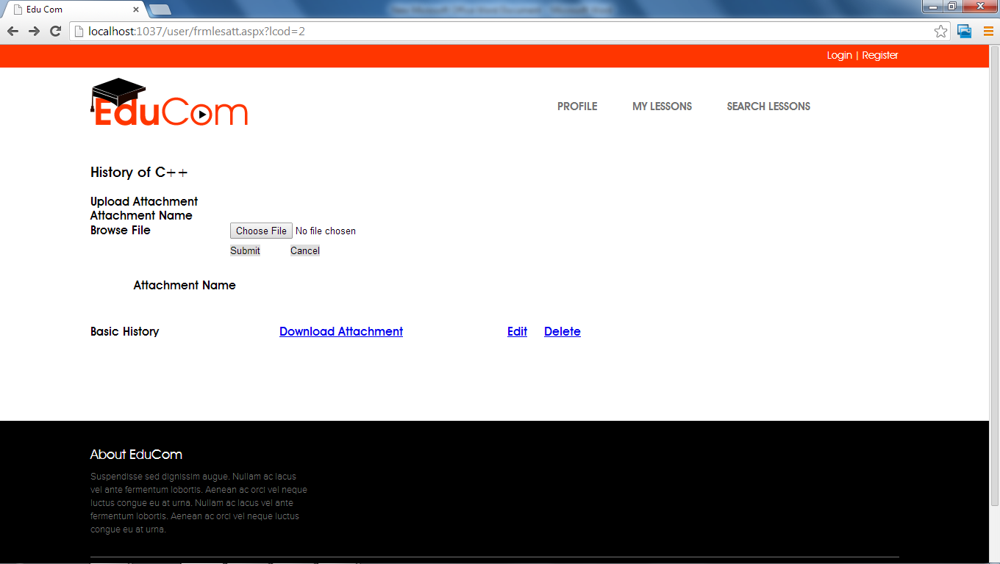 Edu Com
localhost:1037/user/frmlesatt.aspx?lcod=2
Login | Register
EduCom
PROFILE MY LESSONS SEARCH LESSONS
History of C++
Upload Attachment
Attachment Name
Browse File Choose File No file chosen
Submit Cancel
Attachment Name
Basic History Download Attachment Edit Delete
About EduCom
Suspendisse sed dignissim augue. Nullam ac lacus
vel ante fermentum lobortis. Aenean ac orci vel neque
luctus congue eu at urna. Nullam ac lacus vel ante
fermentum lobortis. Aenean ac orci vel neque luctus
congue eu at urna.